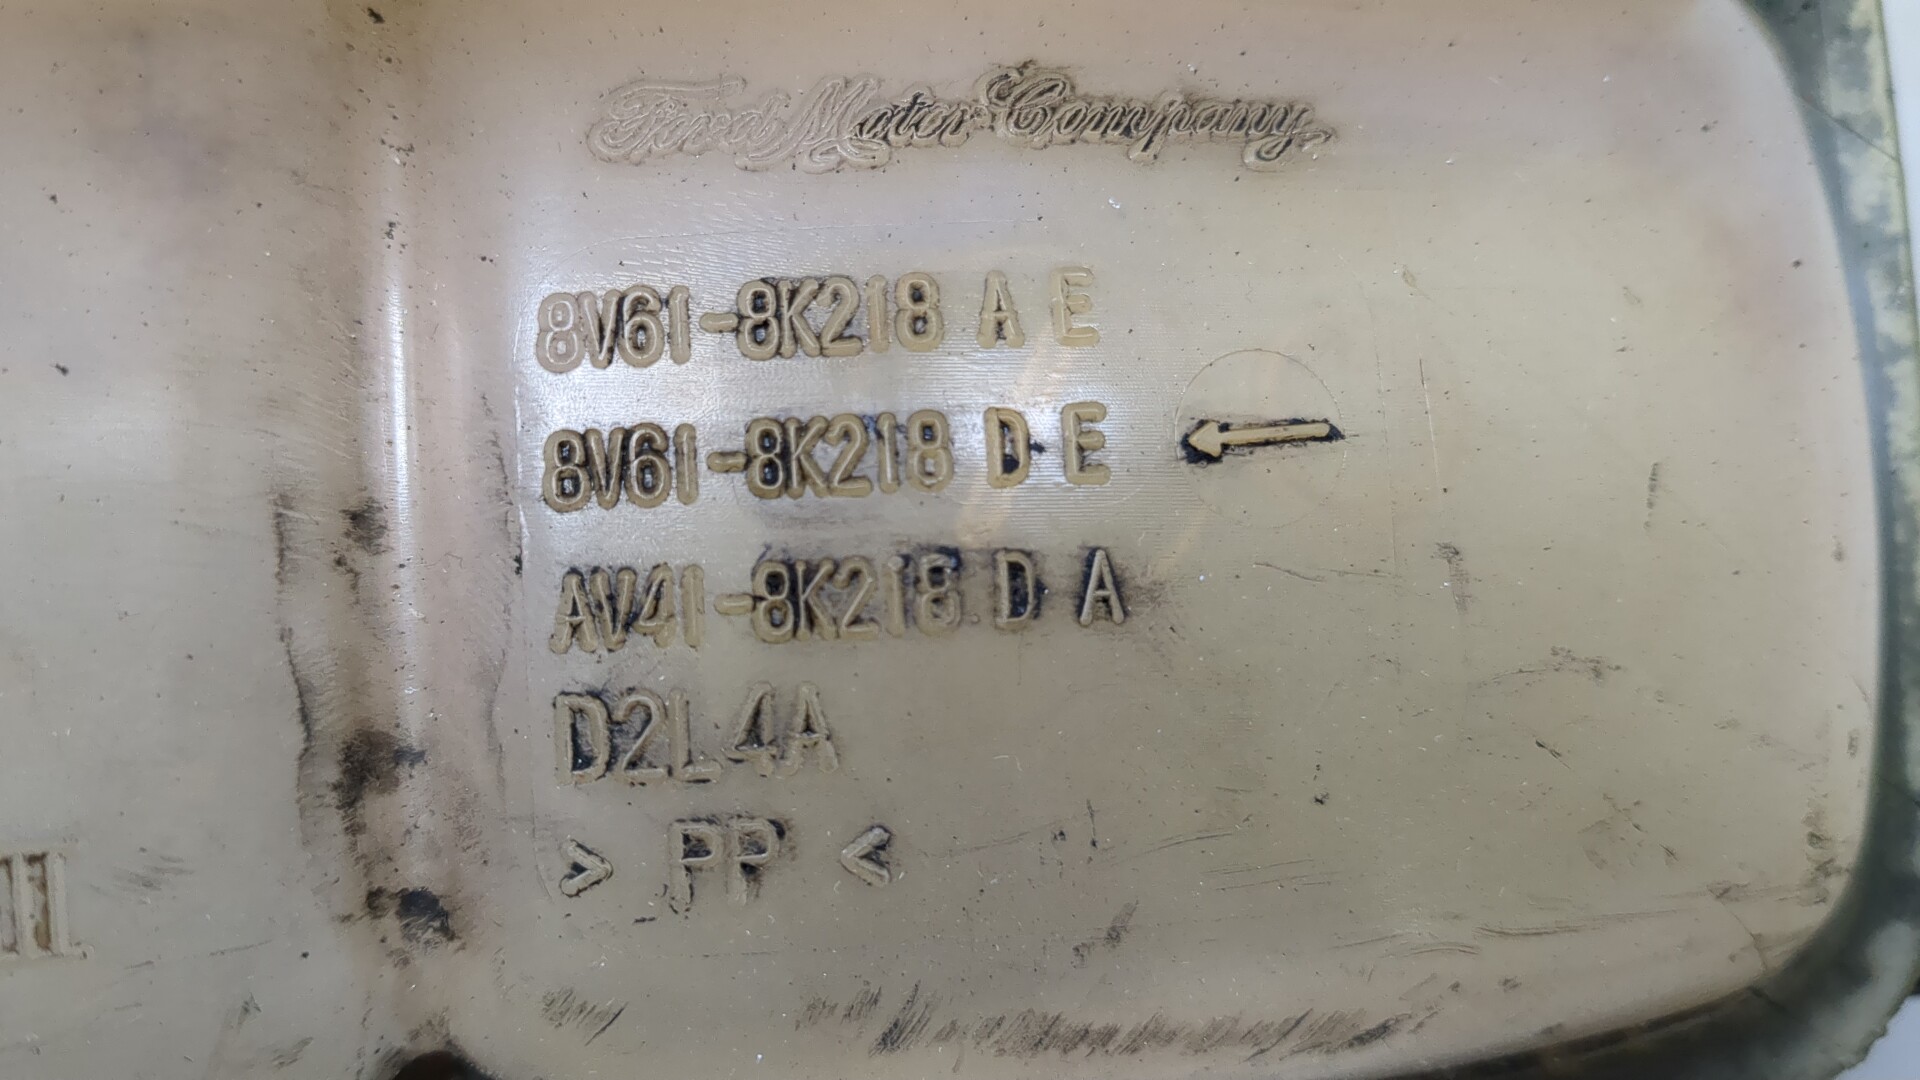 Ford Motor Company
8V61-8K218 A E
8V61-8K218 D E
AV41-8K218 D A
D2L4A
> PP <